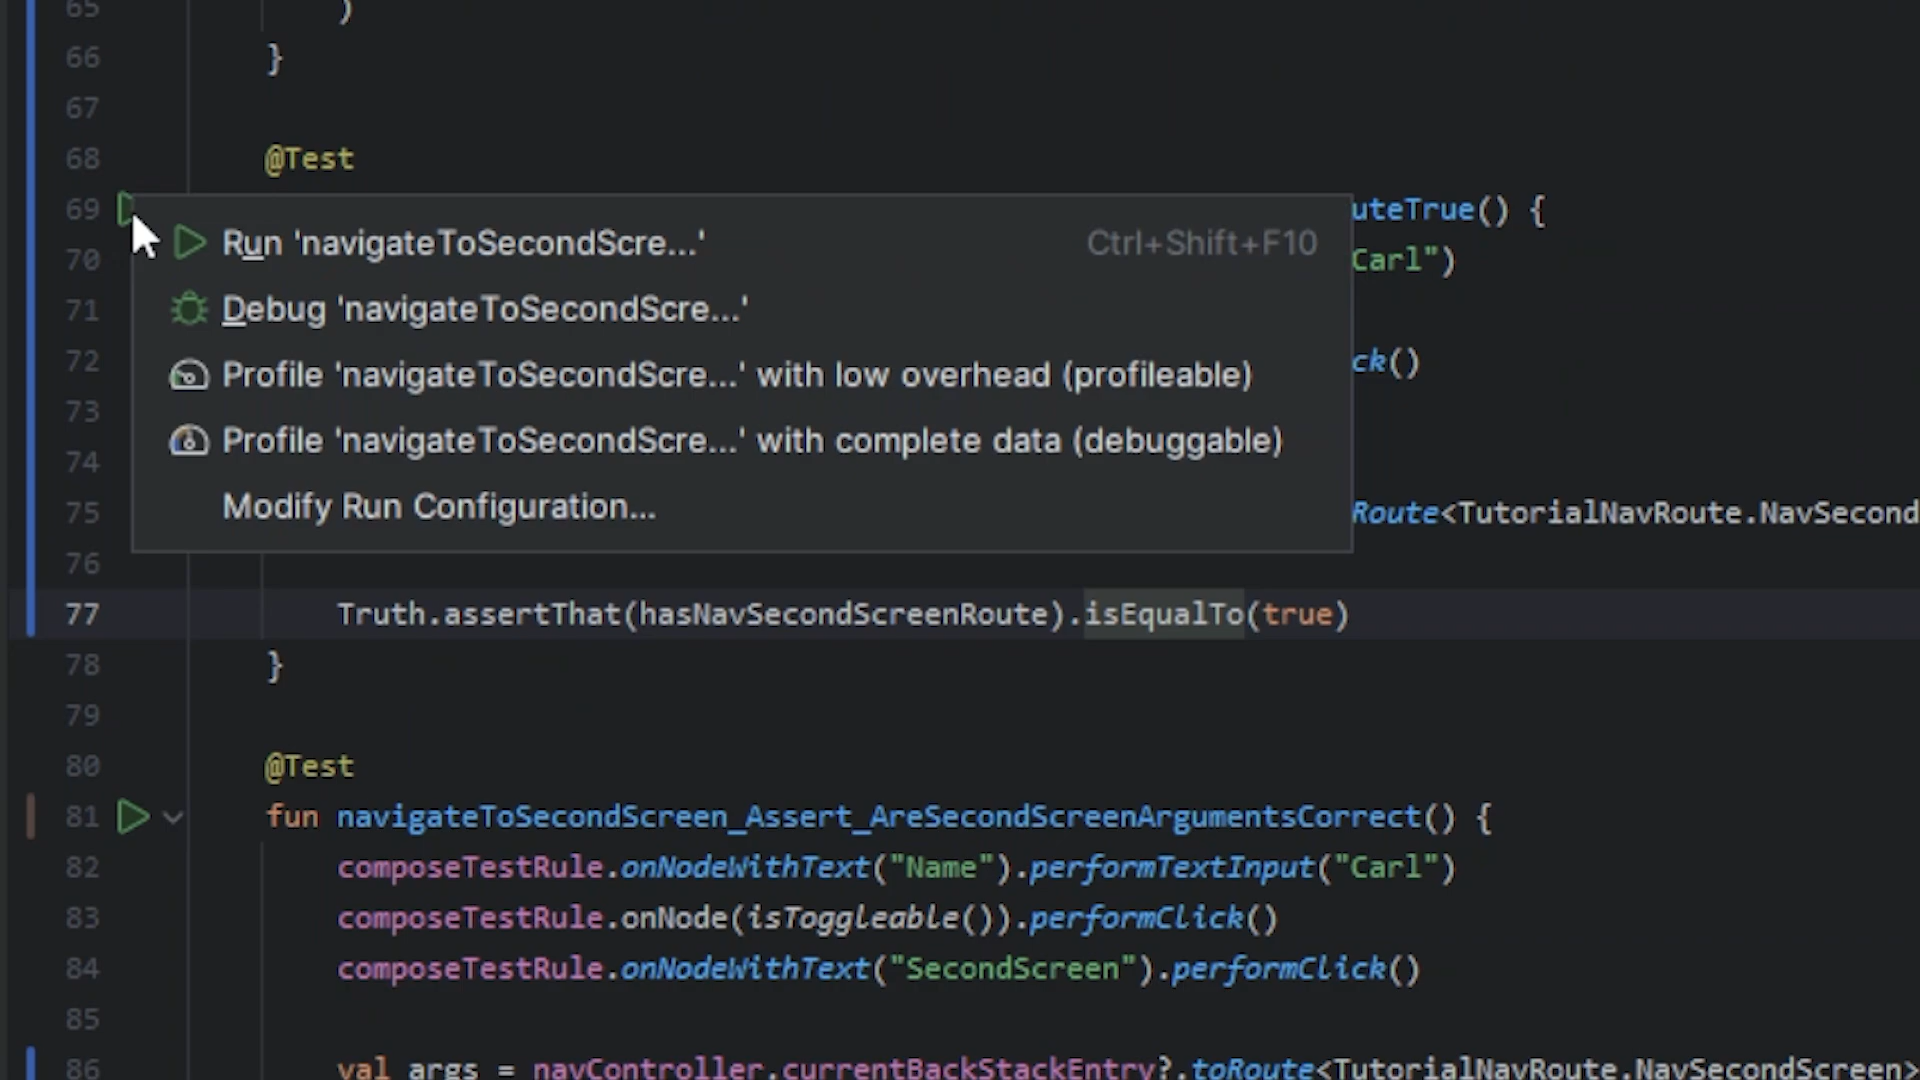 65 )
66 }
67
68 @Test
69 uteTrue() {
Run 'navigateToSecondScre...' Ctrl+Shift+F10
70 Carl")
71 Debug 'navigateToSecondScre...'
72 ck()
Profile 'navigateToSecondScre...' with low overhead (profileable)
73
Profile 'navigateToSecondScre...' with complete data (debuggable)
74
75 Modify Run Configuration... Route<TutorialNavRoute.NavSecond
76
77 Truth.assertThat(hasNavSecondScreenRoute).isEqualTo(true)
78 }
79
80 @Test
81 fun navigateToSecondScreen_Assert_AreSecondScreenArgumentsCorrect() {
82 composeTestRule.onNodeWithText("Name").performTextInput("Carl")
83 composeTestRule.onNode(isToggleable()).performClick()
84 composeTestRule.onNodeWithText("SecondScreen").performClick()
85
86 val args = navController.currentBackStackEntry?.toRoute<TutorialNavRoute.NavSecondScreen>